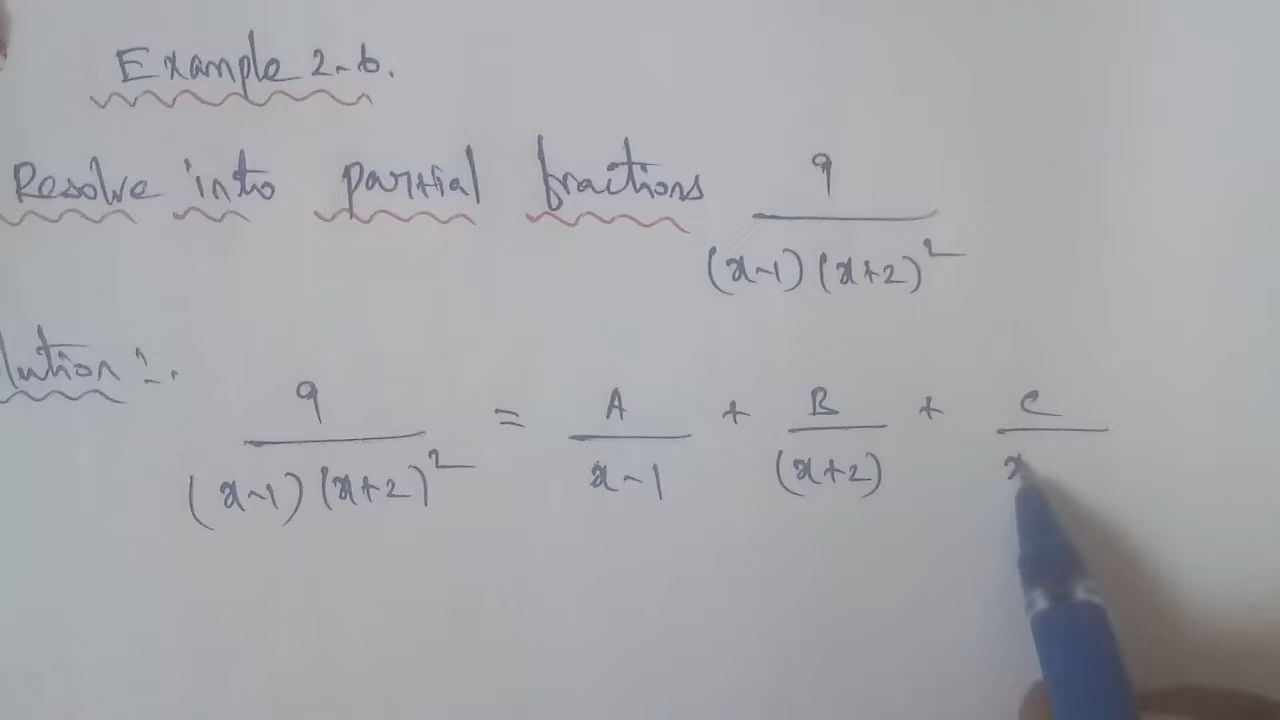 Example 2.6.
Resolve into partial fractions 9 / (x-1)(x+2)²
lution :-.
9 / (x-1)(x+2)² = A / x-1 + B / (x+2) + C / x